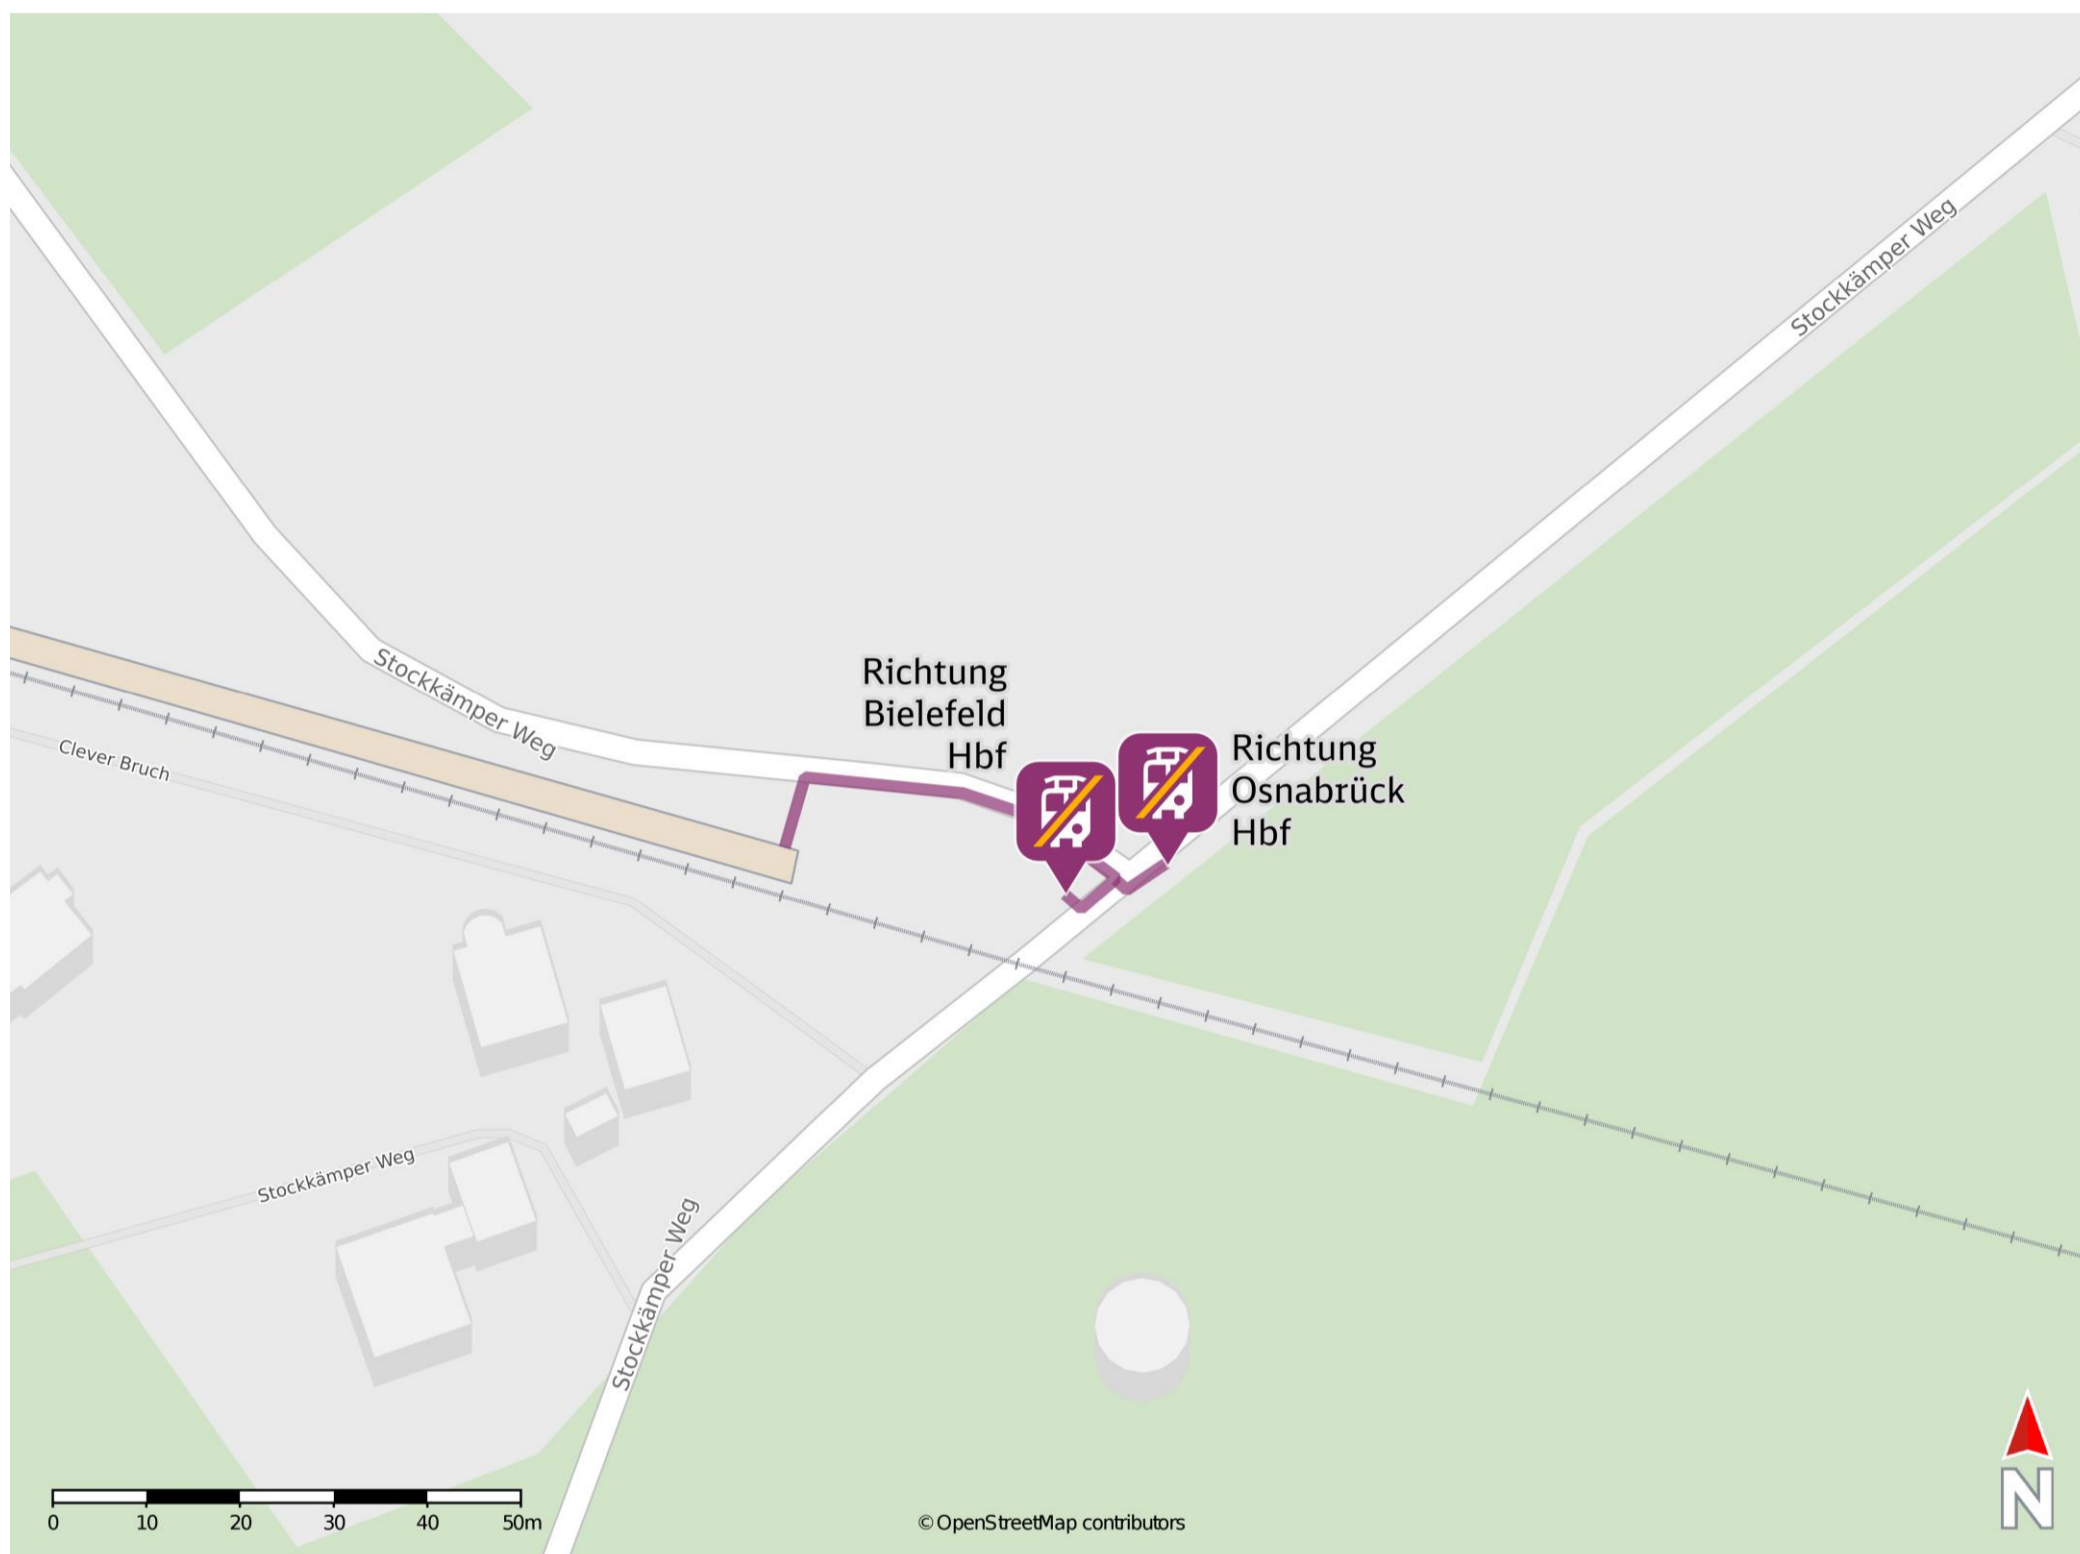 Stockkämper Weg
Stockkämper Weg
Richtung
Bielefeld
Hbf
Richtung
Osnabrück
Hbf
Clever Bruch
Stockkämper Weg
Stockkämper Weg
0 10 20 30 40 50m
© OpenStreetMap contributors
N